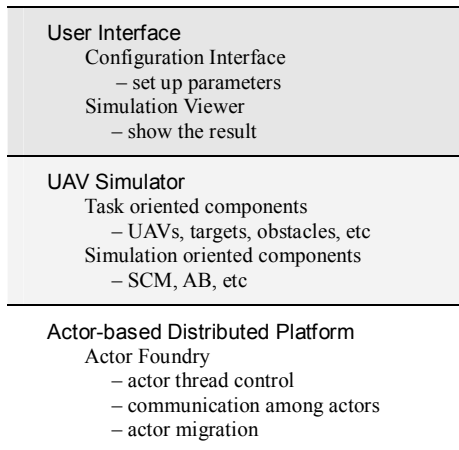 User Interface
Configuration Interface
– set up parameters
Simulation Viewer
– show the result
UAV Simulator
Task oriented components
– UAVs, targets, obstacles, etc
Simulation oriented components
– SCM, AB, etc
Actor-based Distributed Platform
Actor Foundry
– actor thread control
– communication among actors
– actor migration